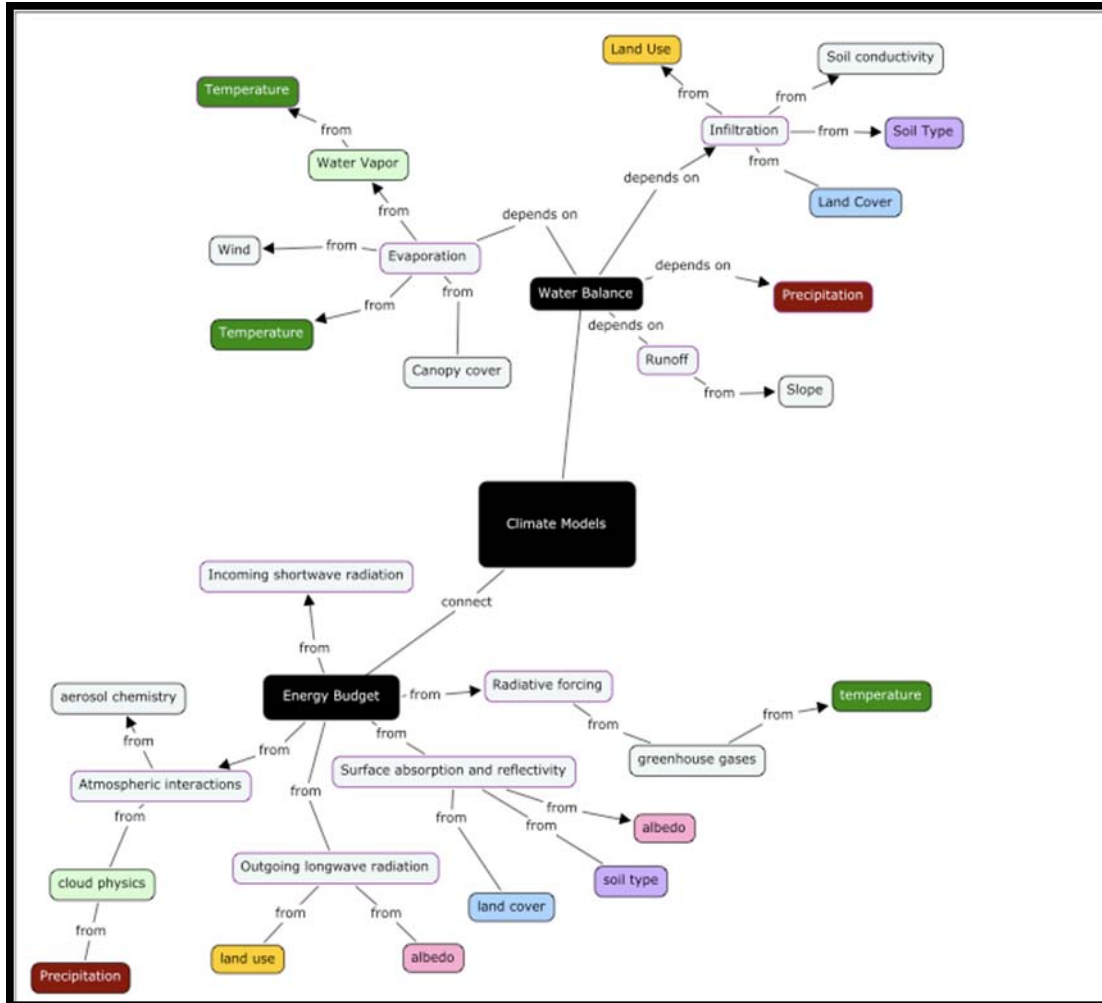 Land Use
Soil conductivity
Temperature
from
from
from
Infiltration
from
Soil Type
Water Vapor
from
depends on
Land Cover
from
depends on
Wind
from
Evaporation
depends on
from
Water Balance
Precipitation
from
Temperature
depends on
Runoff
Canopy cover
from
Slope
Climate Models
Incoming shortwave radiation
connect
from
aerosol chemistry
Energy Budget
from
Radiative forcing
temperature
from
from
from
from
from
greenhouse gases
Atmospheric interactions
Surface absorption and reflectivity
from
from
from
from
from
albedo
Outgoing longwave radiation
cloud physics
soil type
land cover
from
from
from
land use
albedo
Precipitation